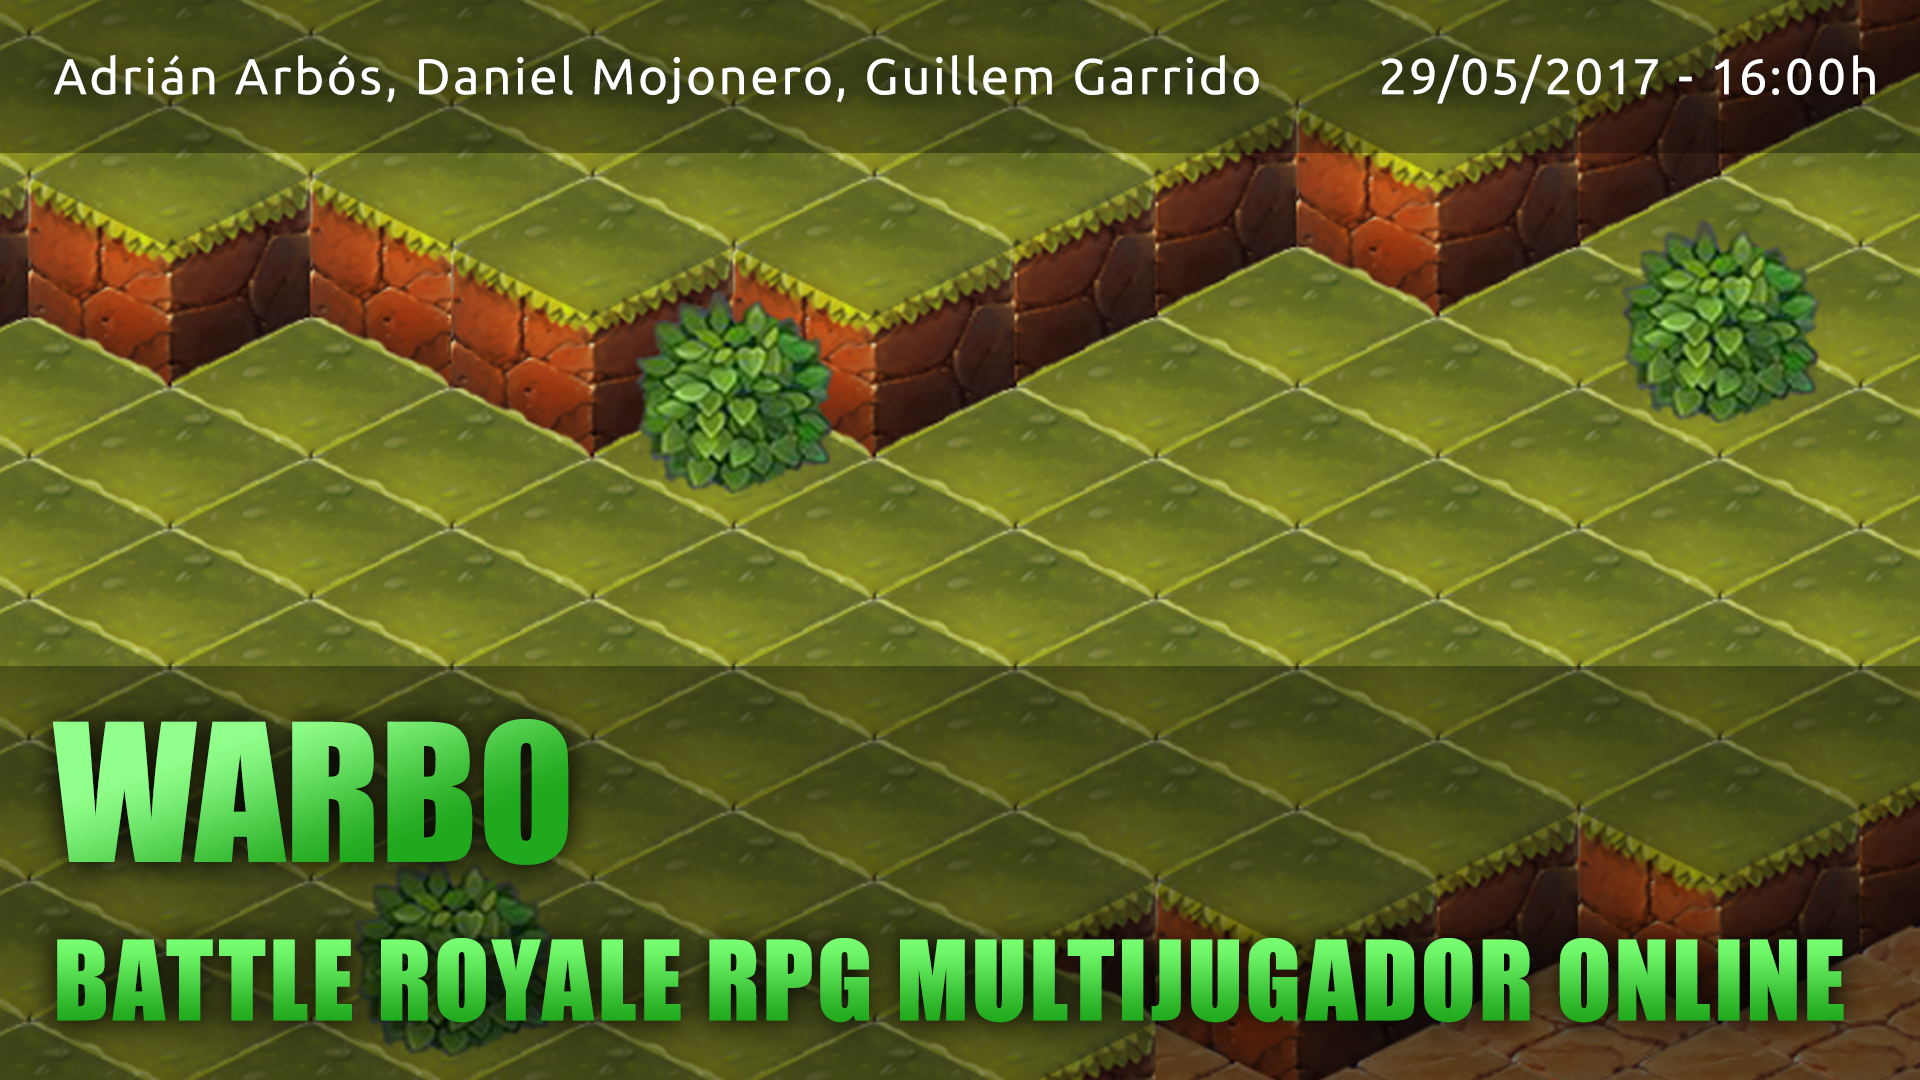 Adrián Arbós, Daniel Mojonero, Guillem Garrido 29/05/2017 - 16:00h
WARBO
BATTLE ROYALE RPG MULTIJUGADOR ONLINE